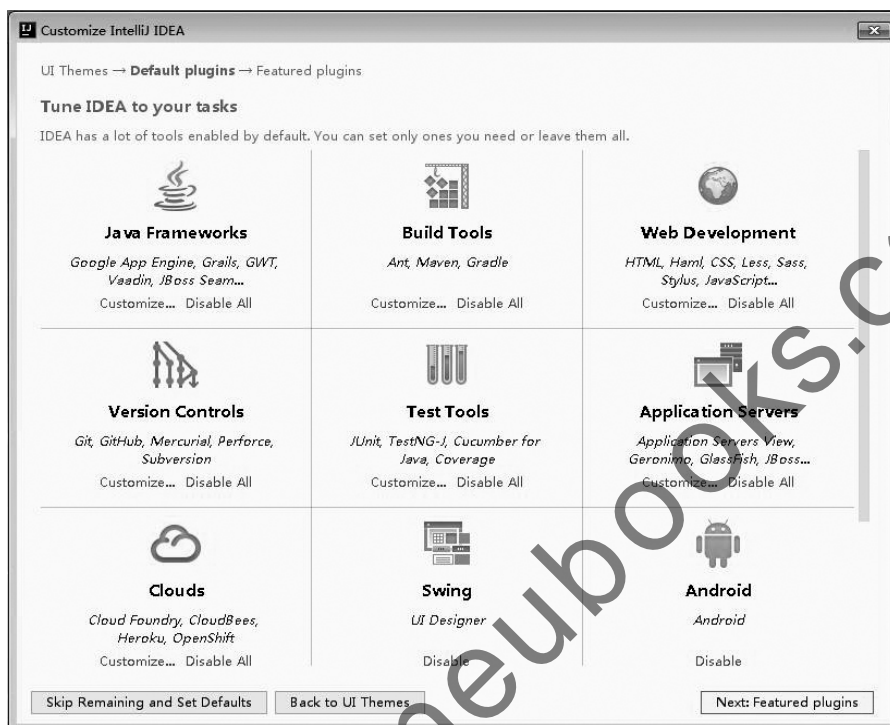 IJ
Customize IntelliJ IDEA
UI Themes → Default plugins → Featured plugins
Tune IDEA to your tasks
IDEA has a lot of tools enabled by default. You can set only ones you need or leave them all.
Java Frameworks
Google App Engine, Grails, GWT,
Vaadin, JBoss Seam...
Customize... Disable All
Build Tools
Ant, Maven, Gradle
Customize... Disable All
Web Development
HTML, Haml, CSS, Less, Sass,
Stylus, JavaScript...
Customize... Disable All
Version Controls
Git, GitHub, Mercurial, Perforce,
Subversion
Customize... Disable All
Test Tools
JUnit, TestNG-J, Cucumber for
Java, Coverage
Customize... Disable All
Application Servers
Application Servers View,
Geronimo, GlassFish, JBoss...
Customize... Disable All
Clouds
Cloud Foundry, CloudBees,
Heroku, OpenShift
Customize... Disable All
Swing
UI Designer
Disable
Android
Android
Disable
Skip Remaining and Set Defaults
Back to UI Themes
Next: Featured plugins
neubooks.c